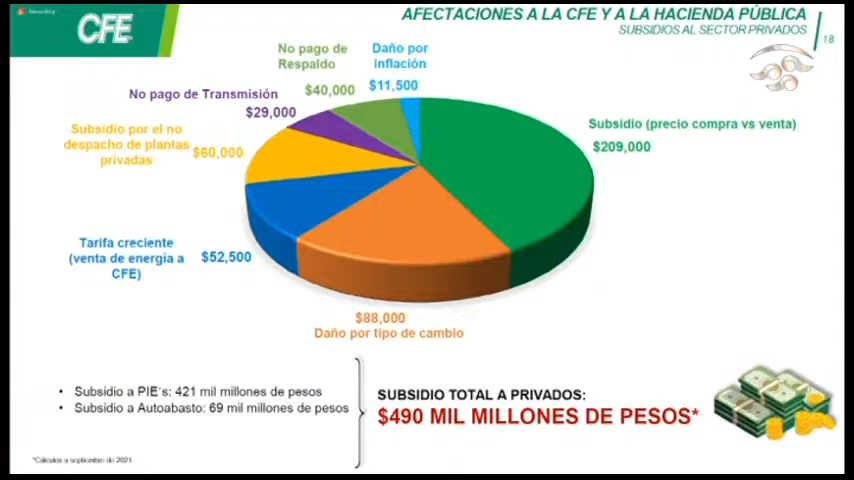 CFE
AFECTACIONES A LA CFE Y A LA HACIENDA PÚBLICA
SUBSIDIOS AL SECTOR PRIVADOS
18
No pago de
Respaldo
$40,000
Daño por
inflación
$11,500
No pago de Transmisión
$29,000
Subsidio (precio compra vs venta)
$209,000
Subsidio por el no
despacho de plantas
privadas
$60,000
Tarifa creciente
(venta de energía a
CFE)
$52,500
$88,000
Daño por tipo de cambio
• Subsidio a PIE´s: 421 mil millones de pesos
• Subsidio a Autoabasto: 69 mil millones de pesos
SUBSIDIO TOTAL A PRIVADOS:
$490 MIL MILLONES DE PESOS*
*Cálculos a septiembre de 2021